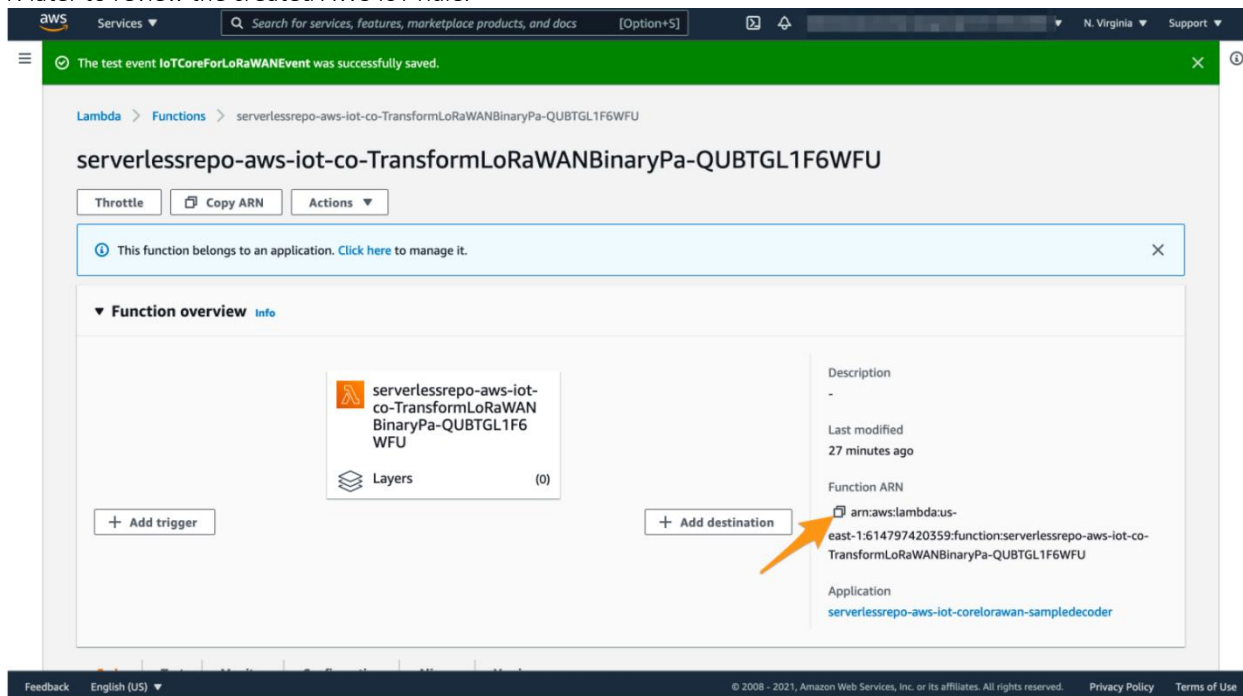 aws Services ▼ Search for services, features, marketplace products, and docs [Option+S] N. Virginia ▼ Support ▼
The test event IoTCoreForLoRaWANEvent was successfully saved. ×
Lambda > Functions > serverlessrepo-aws-iot-co-TransformLoRaWANBinaryPa-QUBTGL1F6WFU
serverlessrepo-aws-iot-co-TransformLoRaWANBinaryPa-QUBTGL1F6WFU
Throttle Copy ARN Actions ▼
This function belongs to an application. Click here to manage it. ×
▼ Function overview Info
serverlessrepo-aws-iot-
co-TransformLoRaWAN
BinaryPa-QUBTGL1F6
WFU
Layers (0)
+ Add trigger
+ Add destination
Description
-
Last modified
27 minutes ago
Function ARN
arn:aws:lambda:us-
east-1:614797420359:function:serverlessrepo-aws-iot-co-
TransformLoRaWANBinaryPa-QUBTGL1F6WFU
Application
serverlessrepo-aws-iot-corelorawan-sampledecoder
Feedback English (US) ▼ © 2008 - 2021, Amazon Web Services, Inc. or its affiliates. All rights reserved. Privacy Policy Terms of Use